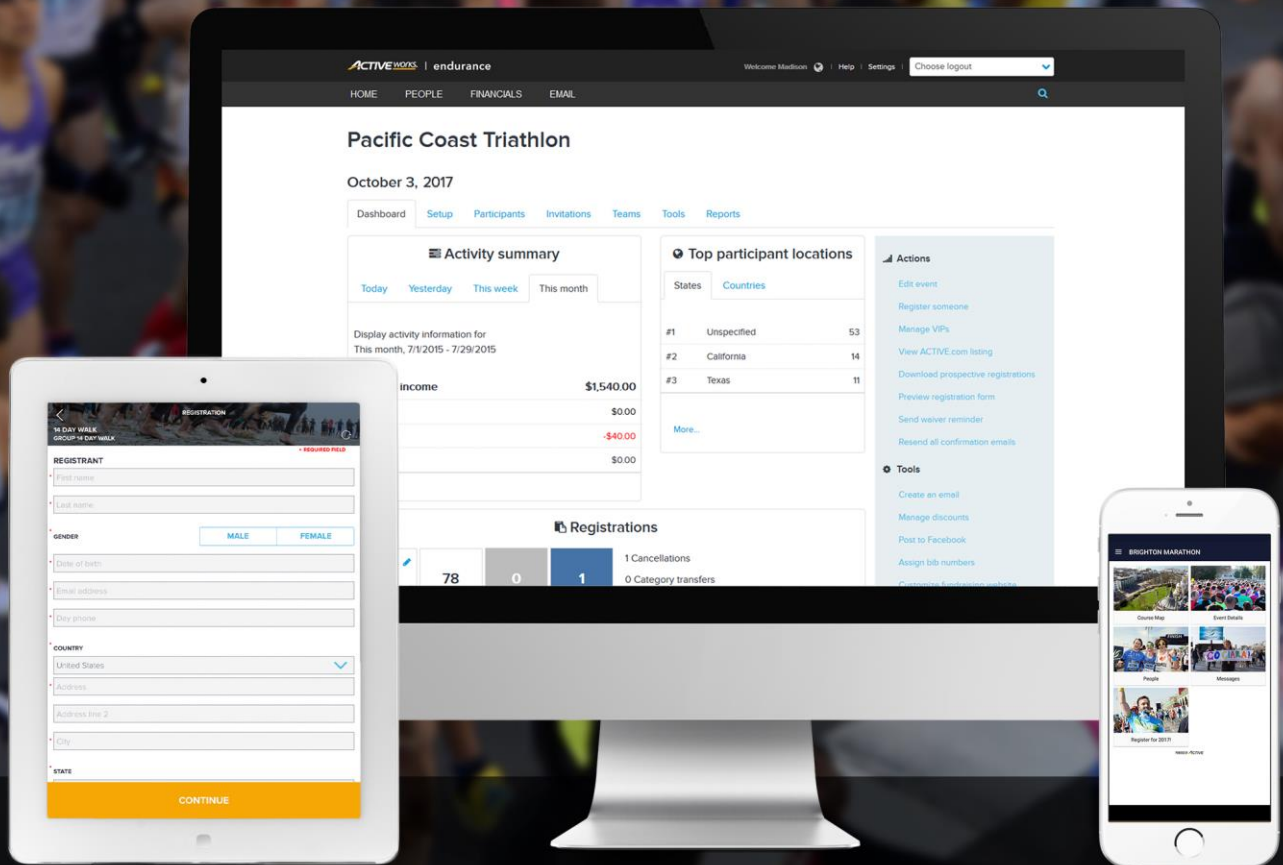 ACTIVEWORKS | endurance
Welcome Madison | Help | Settings | Choose logout
HOME PEOPLE FINANCIALS EMAIL
Pacific Coast Triathlon
October 3, 2017
Dashboard Setup Participants Invitations Teams Tools Reports
Activity summary
Today Yesterday This week This month
Display activity information for
This month, 7/1/2015 - 7/29/2015
income $1,540.00
$0.00
-$40.00
$0.00
Top participant locations
States Countries
#1 Unspecified 53
#2 California 14
#3 Texas 11
More...
Actions
Edit event
Register someone
Manage VIPs
View ACTIVE.com listing
Download prospective registrations
Preview registration form
Send waiver reminder
Resend all confirmation emails
Tools
Create an email
Manage discounts
Post to Facebook
Assign bib numbers
Customize fundraising website
Registrations
78 0 1
1 Cancellations
0 Category transfers
REGISTRATION
14 DAY WALK
GROUP 14 DAY WALK
* REQUIRED FIELD
REGISTRANT
* First name
* Last name
* GENDER MALE FEMALE
* Date of birth
* Email address
* Day phone
* COUNTRY
United States
* Address
Address line 2
* City
* STATE
CONTINUE
BRIGHTON MARATHON
Course Map Event Details
FINISH
People Messages
Register for 2017!